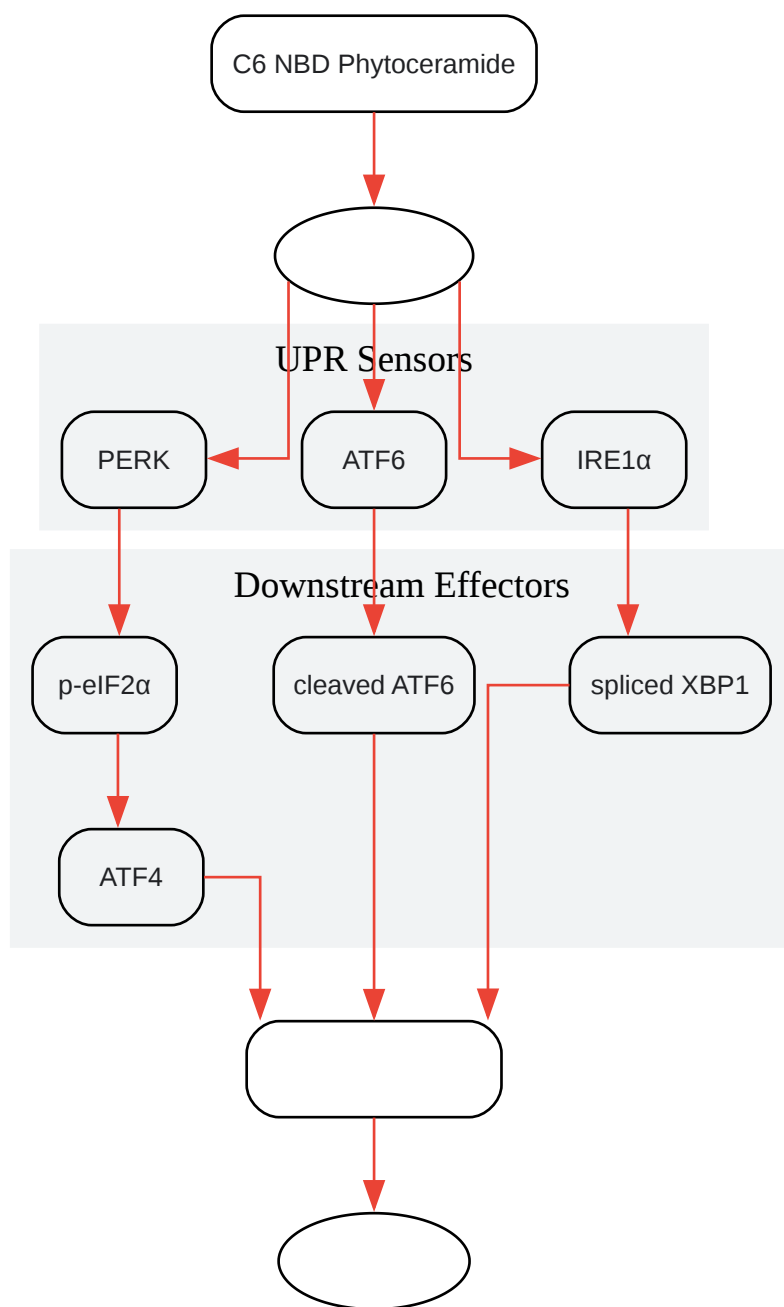 C6 NBD Phytoceramide
UPR Sensors
PERK
ATF6
IRE1α
Downstream Effectors
p-eIF2α
cleaved ATF6
spliced XBP1
ATF4